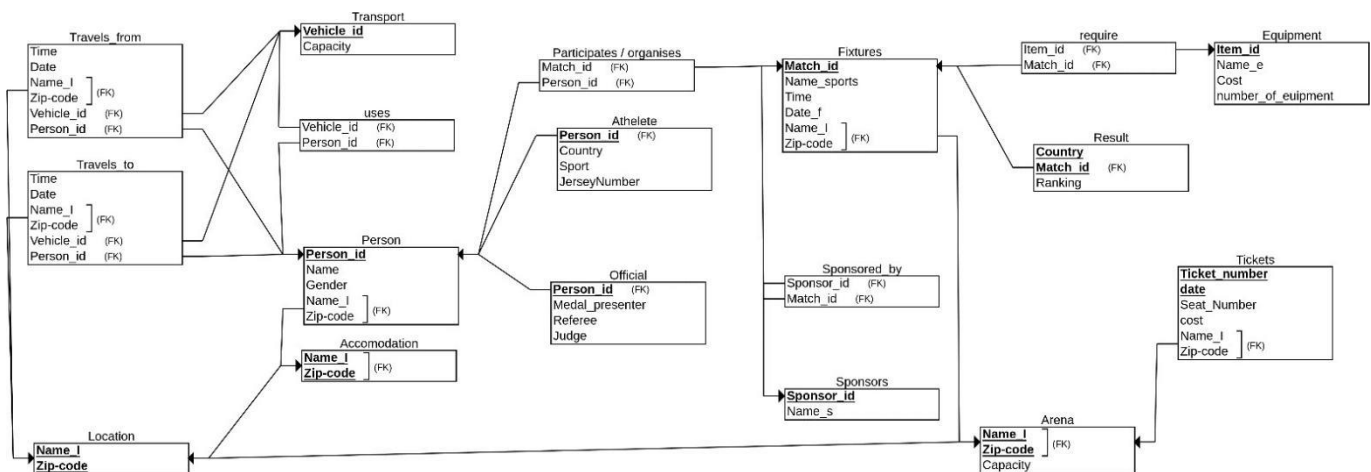 Travels_from
Time
Date
Name_l
Zip-code (FK)
Vehicle_id (FK)
Person_id (FK)
Travels_to
Time
Date
Name_l
Zip-code (FK)
Vehicle_id (FK)
Person_id (FK)
Location
Name_l
Zip-code
Transport
Vehicle_id
Capacity
uses
Vehicle_id (FK)
Person_id (FK)
Person
Person_id
Name
Gender
Name_l
Zip-code (FK)
Accomodation
Name_l
Zip-code (FK)
Participates / organises
Match_id (FK)
Person_id (FK)
Athelete
Person_id (FK)
Country
Sport
JerseyNumber
Official
Person_id (FK)
Medal_presenter
Referee
Judge
Fixtures
Match_id
Name_sports
Time
Date_f
Name_l
Zip-code (FK)
Sponsored_by
Sponsor_id (FK)
Match_id (FK)
Sponsors
Sponsor_id
Name_s
require
Item_id (FK)
Match_id (FK)
Equipment
Item_id
Name_e
Cost
number_of_euipment
Result
Country
Match_id (FK)
Ranking
Tickets
Ticket_number
date
Seat_Number
cost
Name_l
Zip-code (FK)
Arena
Name_l
Zip-code (FK)
Capacity